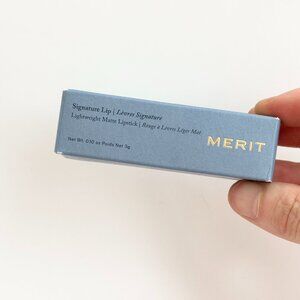 Signature Lip | Lèvres Signature
Lightweight Matte Lipstick | Rouge à Lèvres Léger Mat
Net Wt. 0.10 oz Poids Net 3g
MERIT